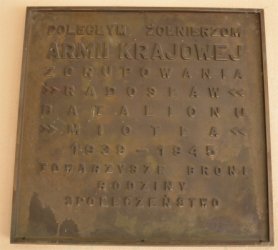 POLEGŁYM ŻOŁNIERZOM
ARMII KRAJOWEJ
ZGRUPOWANIA
»RADOSŁAW«
BATALIONU
»MIOTŁA«
1939-1945
TOWARZYSZE BRONI
RODZINY
SPOŁECZEŃSTWO